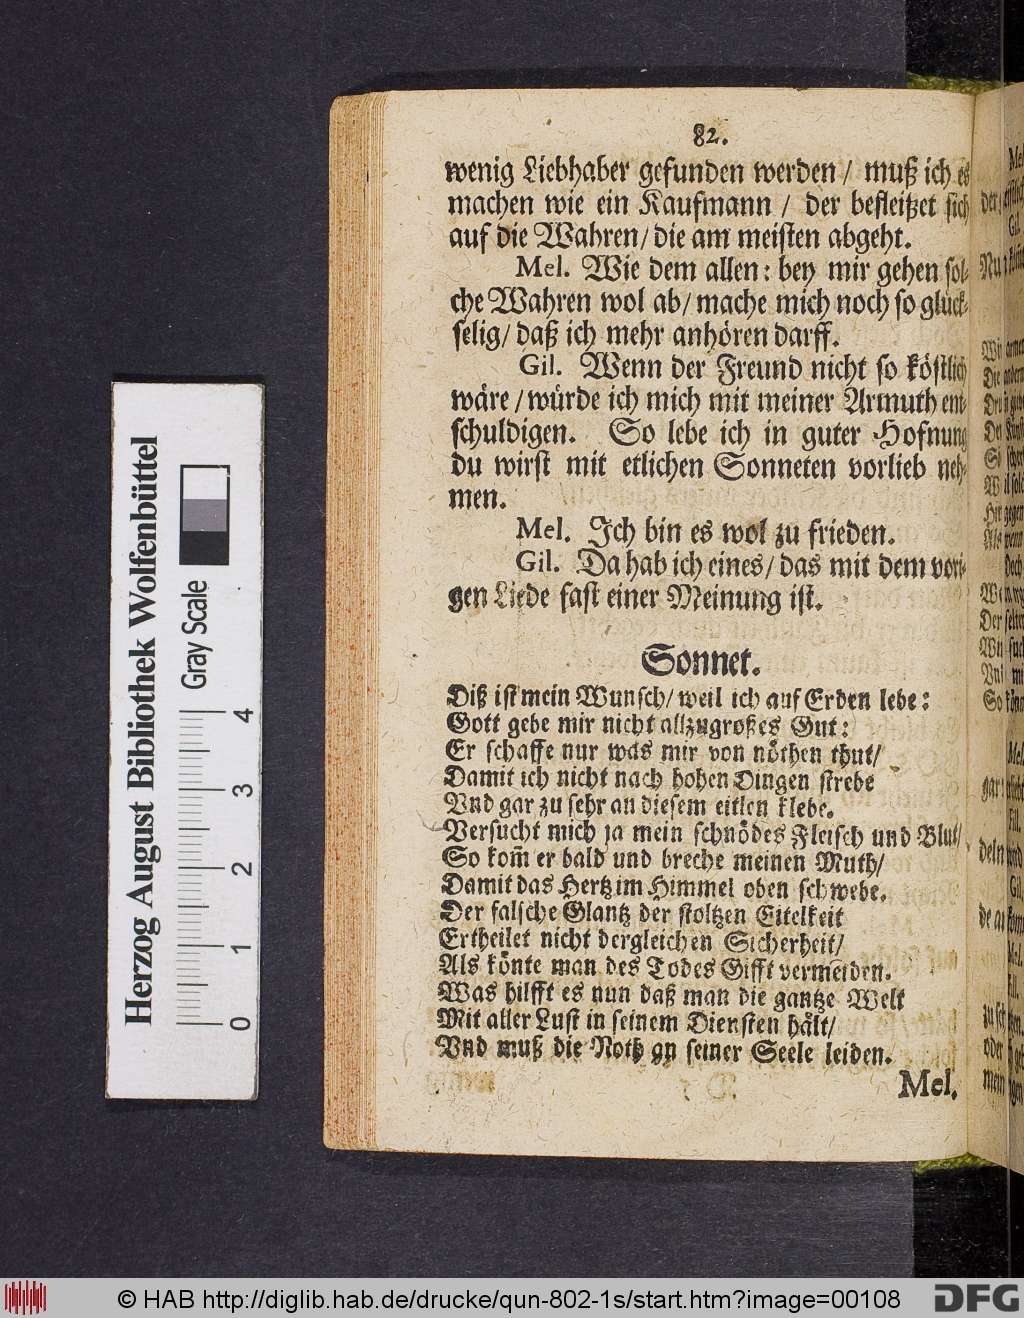 82.
wenig Liebhaber gefunden werden / muß ich es
machen wie ein Kaufmann / der befleißet sich
auf die Wahren / die am meisten abgeht.
Mel. Wie dem allen: bey mir gehen sol-
che Wahren wol ab / mache mich noch so glück-
selig / daß ich mehr anhören darff.
Gil. Wenn der Freund nicht so köstlich
wäre / würde ich mich mit meiner Armuth ent
schuldigen. So lebe ich in guter Hofnung
du wirst mit etlichen Sonneten vorlieb neh-
men.
Mel. Ich bin es wol zu frieden.
Gil. Da hab ich eines / das mit dem vori-
gen Liede fast einer Meinung ist.
Sonnet.
Diß ist mein Wunsch / weil ich auf Erden lebe:
Gott gebe mir nicht allzugroßes Gut:
Er schaffe nur was mir von nöthen thut /
Damit ich nicht nach hohen Dingen strebe
Vnd gar zu sehr an diesem eitlen klebe.
Versucht mich ja mein schnödes Fleisch und Blut /
So kom̅ er bald und breche meinen Muth /
Damit das Hertz im Himmel oben schwebe.
Der falsche Glantz der stoltzen Eitelkeit
Ertheilet nicht dergleichen Sicherheit /
Als könte man des Todes Gifft vermeiden.
Was hilfft es nun daß man die gantze Welt
Mit aller Lust in seinem Diensten hält /
Vnd muß die Noth an seiner Seele leiden.
Mel.
Herzog August Bibliothek Wolfenbüttel
Gray Scale
0 1 2 3 4
© HAB http://diglib.hab.de/drucke/qun-802-1s/start.htm?image=00108
DFG